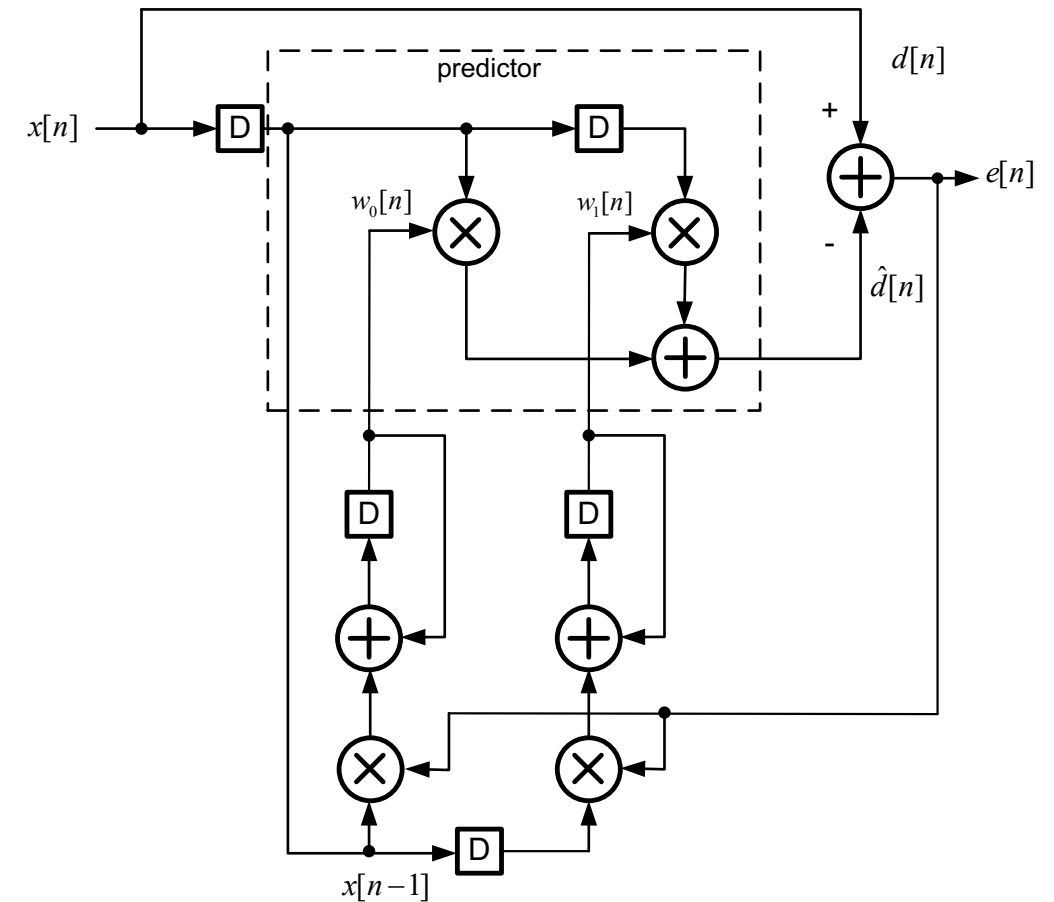 d[n]
predictor
+
x[n]
D
D
e[n]
w₀[n]
w₁[n]
-
d̂[n]
D
D
D
x[n−1]